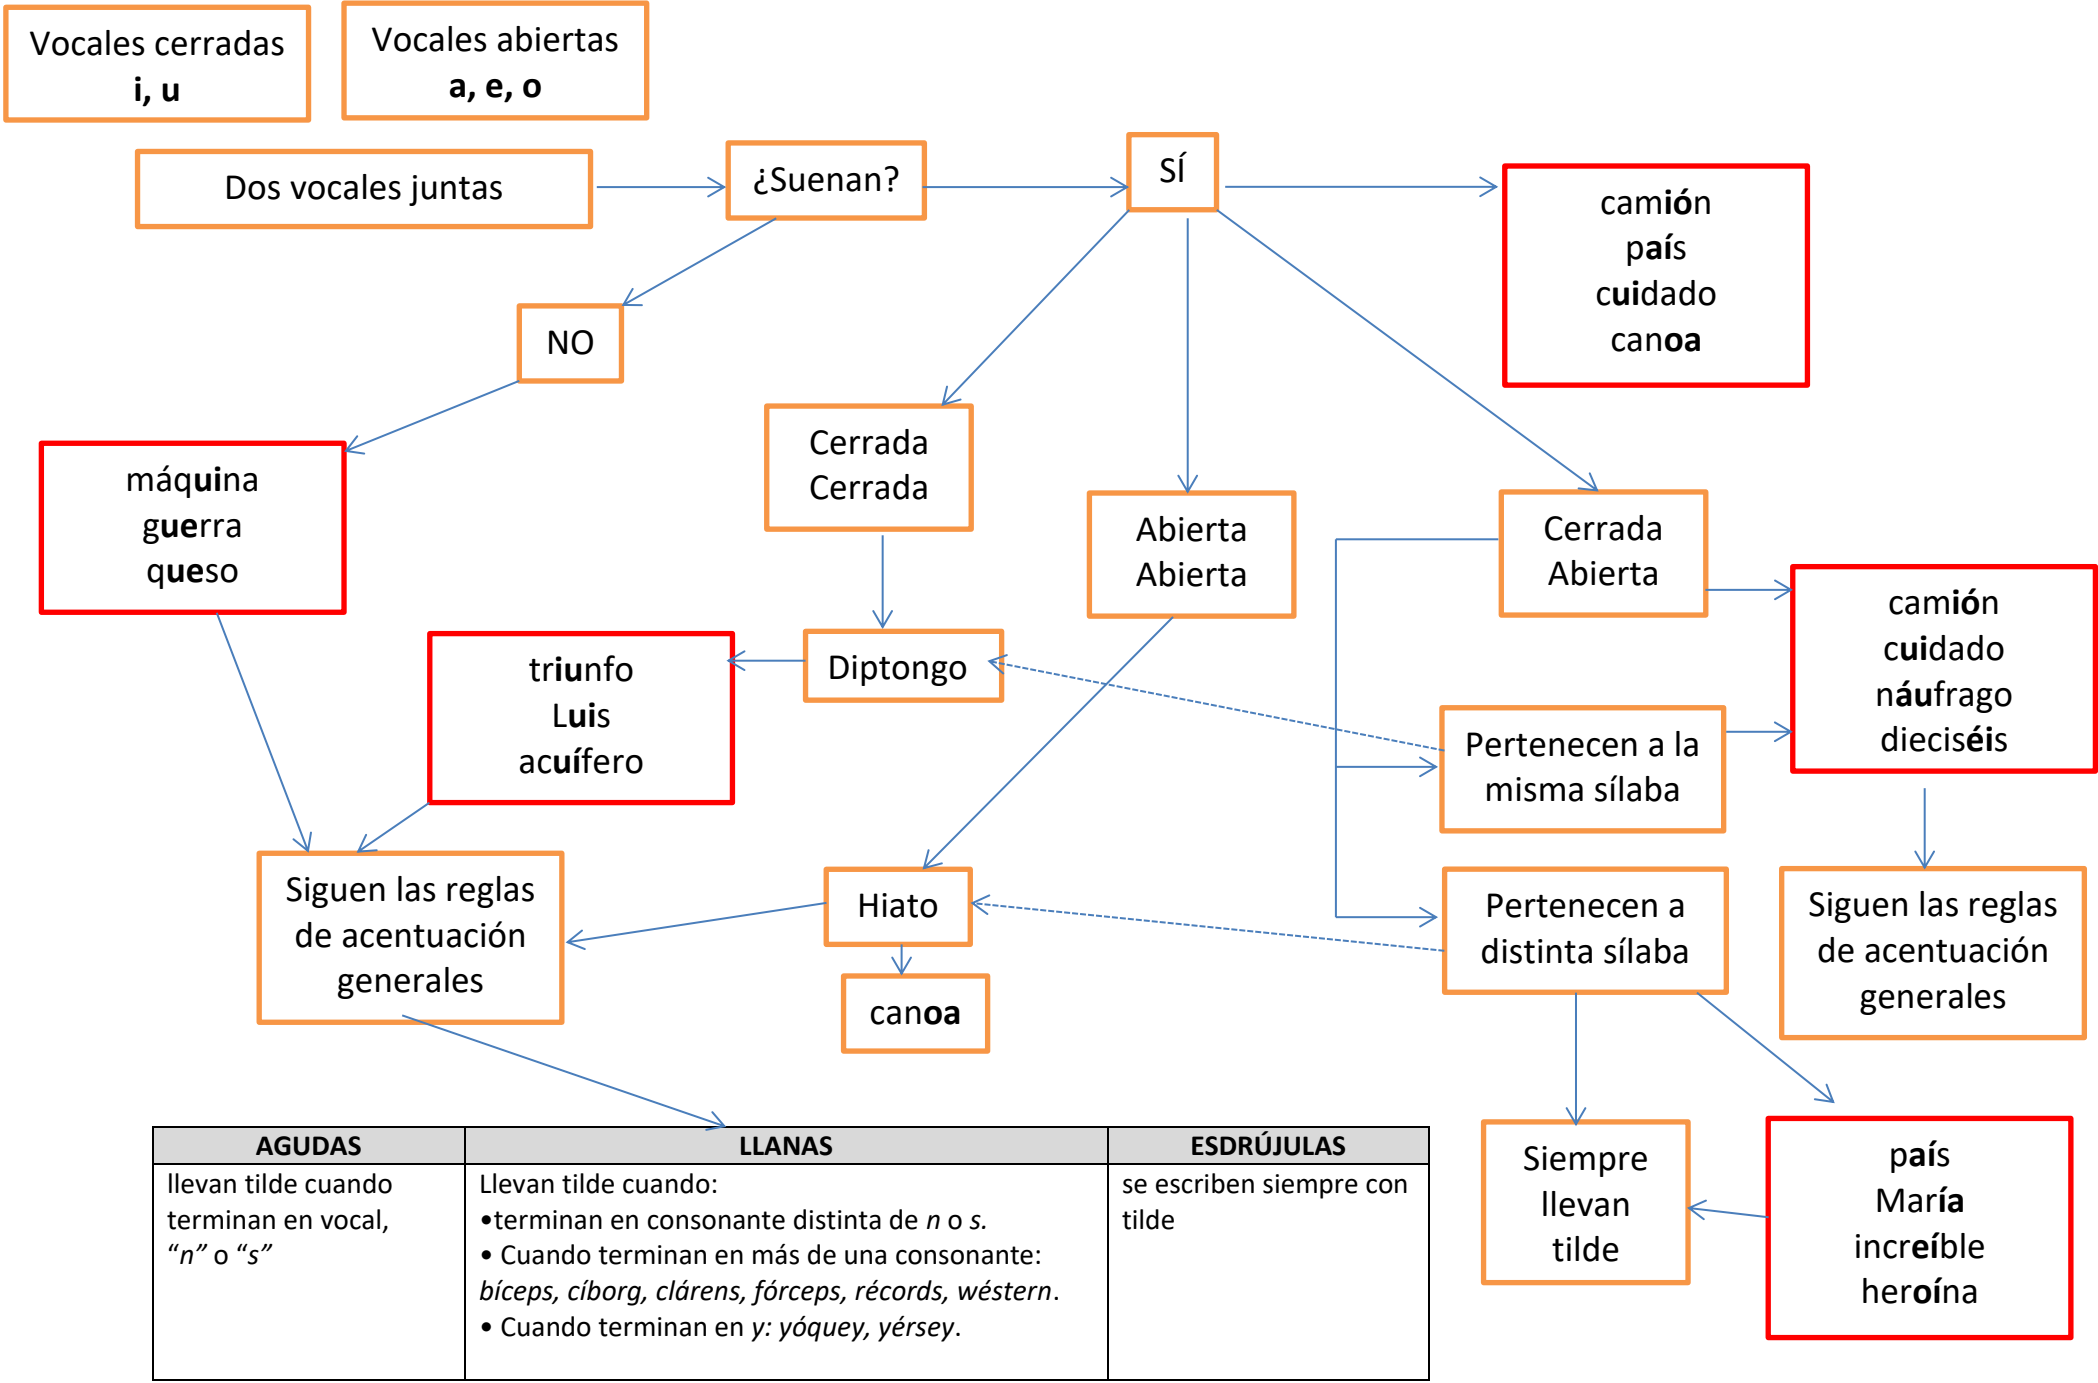 Vocales cerradas
i, u
Vocales abiertas
a, e, o
Dos vocales juntas
¿Suenan?
SÍ
camión
país
cuidado
canoa
NO
máquina
guerra
queso
Cerrada
Cerrada
Abierta
Abierta
Cerrada
Abierta
camión
cuidado
náufrago
dieciséis
triunfo
Luis
acuífero
Diptongo
Pertenecen a la
misma sílaba
Siguen las reglas
de acentuación
generales
Hiato
canoa
Pertenecen a
distinta sílaba
Siguen las reglas
de acentuación
generales
Siempre
llevan
tilde
país
María
increíble
heroína
AGUDAS
llevan tilde cuando
terminan en vocal,
“n” o “s”
LLANAS
Llevan tilde cuando:
•terminan en consonante distinta de n o s.
• Cuando terminan en más de una consonante:
bíceps, cíborg, clárens, fórceps, récords, wéstern.
• Cuando terminan en y: yóquey, yérsey.
ESDRÚJULAS
se escriben siempre con
tilde